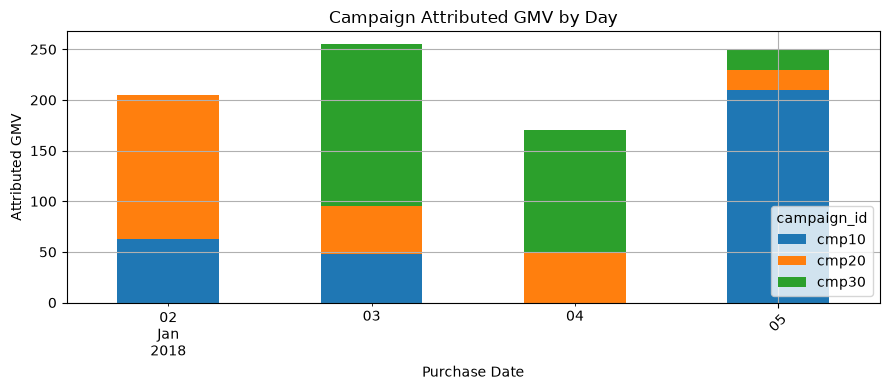 Campaign Attributed GMV by Day
Attributed GMV
250
200
150
100
50
0
02
Jan
2018
03
04
05
Purchase Date
campaign_id
cmp10
cmp20
cmp30